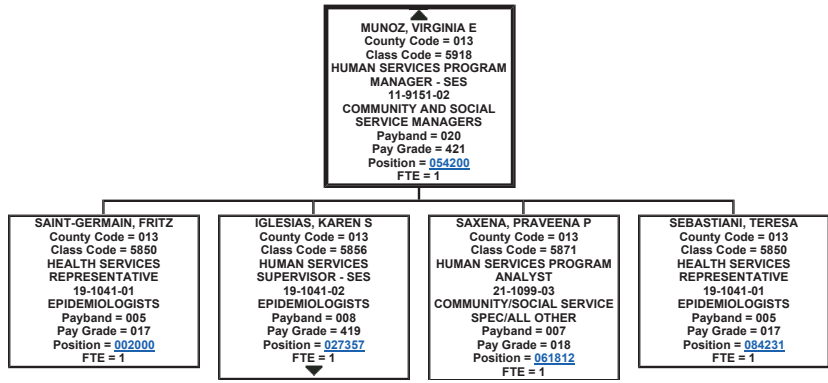 MUNOZ, VIRGINIA E
County Code = 013
Class Code = 5918
HUMAN SERVICES PROGRAM
MANAGER - SES
11-9151-02
COMMUNITY AND SOCIAL
SERVICE MANAGERS
Payband = 020
Pay Grade = 421
Position = 054200
FTE = 1
SAINT-GERMAIN, FRITZ
County Code = 013
Class Code = 5850
HEALTH SERVICES
REPRESENTATIVE
19-1041-01
EPIDEMIOLOGISTS
Payband = 005
Pay Grade = 017
Position = 002000
FTE = 1
IGLESIAS, KAREN S
County Code = 013
Class Code = 5856
HUMAN SERVICES
SUPERVISOR - SES
19-1041-02
EPIDEMIOLOGISTS
Payband = 008
Pay Grade = 419
Position = 027357
FTE = 1
SAXENA, PRAVEENA P
County Code = 013
Class Code = 5871
HUMAN SERVICES PROGRAM
ANALYST
21-1099-03
COMMUNITY/SOCIAL SERVICE
SPEC/ALL OTHER
Payband = 007
Pay Grade = 018
Position = 061812
FTE = 1
SEBASTIANI, TERESA
County Code = 013
Class Code = 5850
HEALTH SERVICES
REPRESENTATIVE
19-1041-01
EPIDEMIOLOGISTS
Payband = 005
Pay Grade = 017
Position = 084231
FTE = 1